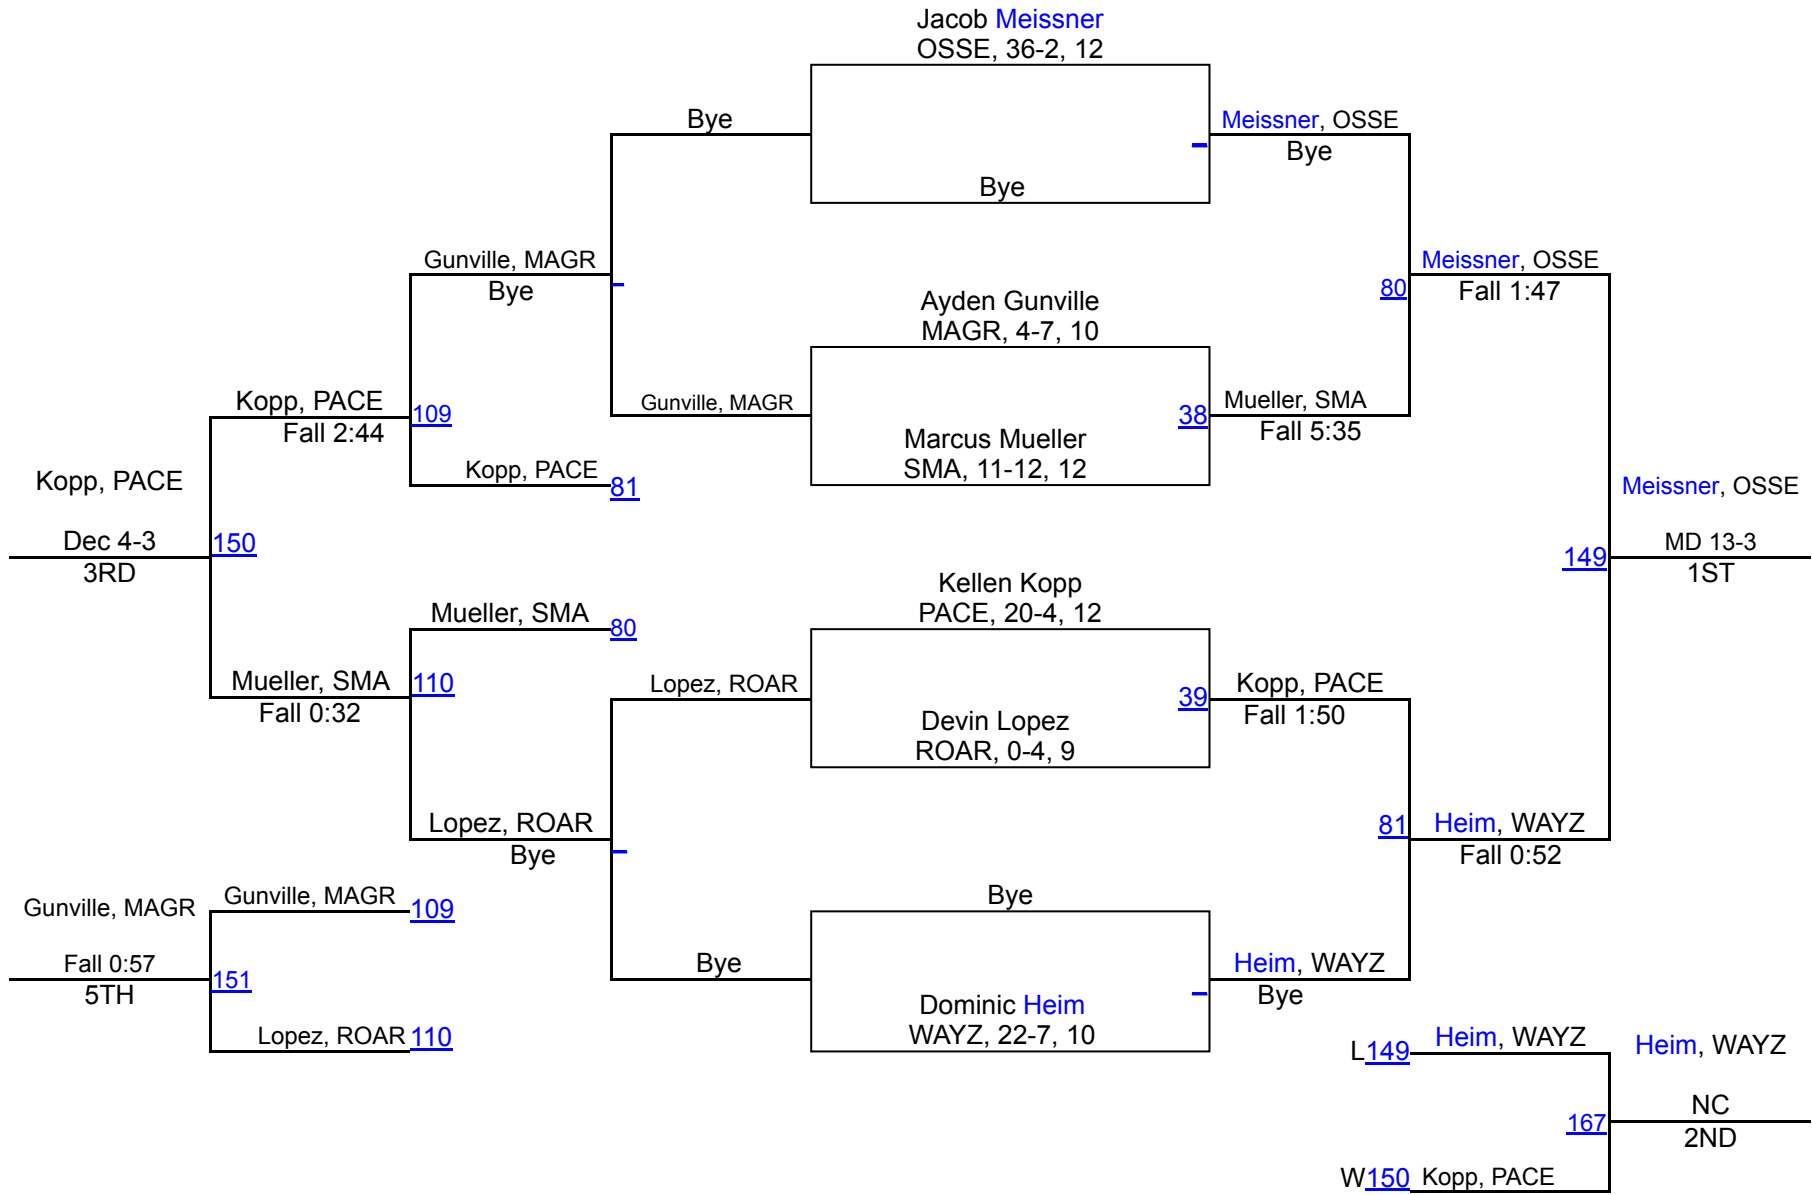 Jacob Meissner
OSSE, 36-2, 12
Bye
Meissner, OSSE
Bye
Bye
Gunville, MAGR
Bye
Meissner, OSSE
80
Fall 1:47
Ayden Gunville
MAGR, 4-7, 10
Kopp, PACE
109
Fall 2:44
Gunville, MAGR
38
Mueller, SMA
Fall 5:35
Marcus Mueller
SMA, 11-12, 12
Kopp, PACE
81
Kopp, PACE
Meissner, OSSE
Dec 4-3
150
3RD
149
MD 13-3
1ST
Kellen Kopp
PACE, 20-4, 12
Mueller, SMA
80
Mueller, SMA
110
Fall 0:32
Lopez, ROAR
39
Kopp, PACE
Fall 1:50
Devin Lopez
ROAR, 0-4, 9
Lopez, ROAR
Bye
81
Heim, WAYZ
Fall 0:52
Gunville, MAGR
Gunville, MAGR
109
Bye
Fall 0:57
151
5TH
Bye
Heim, WAYZ
Bye
Dominic Heim
WAYZ, 22-7, 10
Lopez, ROAR
110
L149
Heim, WAYZ
Heim, WAYZ
167
NC
2ND
W150
Kopp, PACE